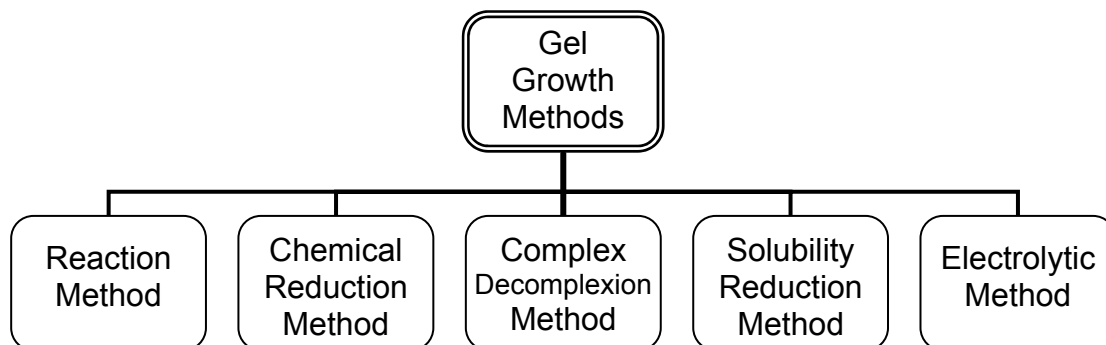 Gel
Growth
Methods
Reaction
Method
Chemical
Reduction
Method
Complex
Decomplexion
Method
Solubility
Reduction
Method
Electrolytic
Method